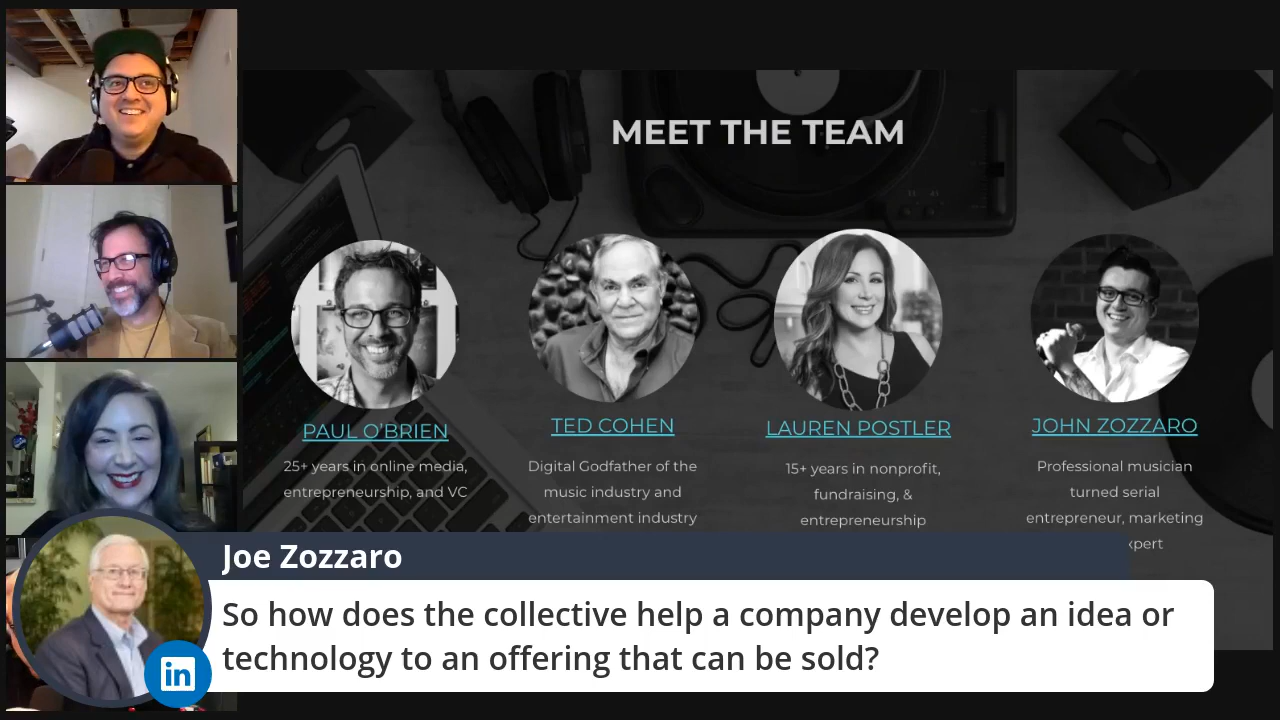 MEET THE TEAM
PAUL O'BRIEN
25+ years in online media,
entrepreneurship, and VC
TED COHEN
Digital Godfather of the
music industry and
entertainment industry
LAUREN POSTLER
15+ years in nonprofit,
fundraising, &
entrepreneurship
JOHN ZOZZARO
Professional musician
turned serial
entrepreneur, marketing
Joe Zozzaro
So how does the collective help a company develop an idea or
technology to an offering that can be sold?
in